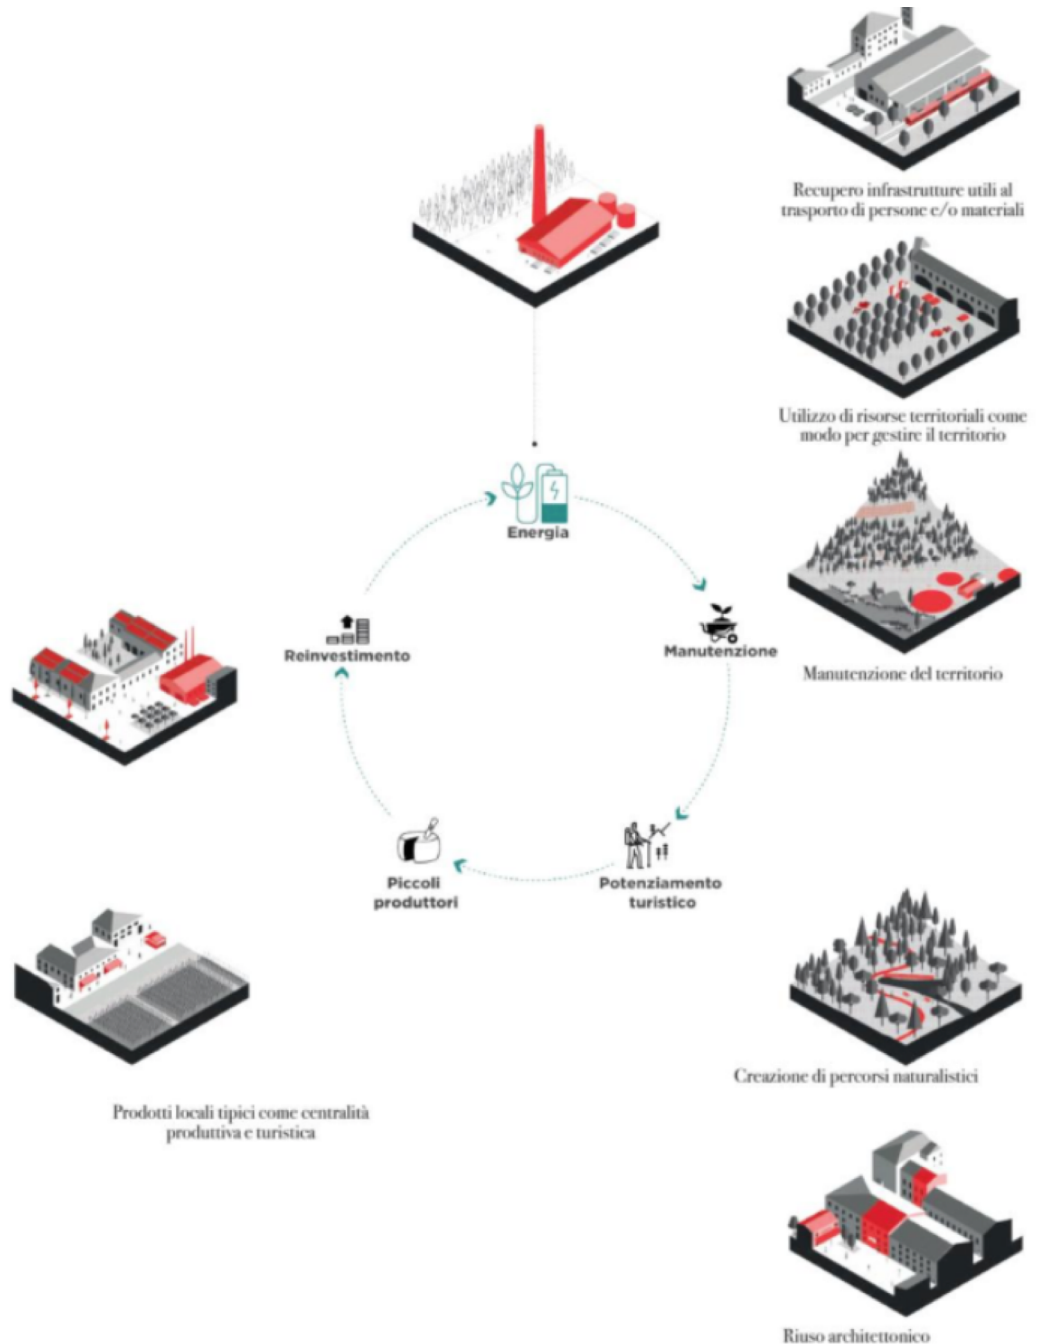 Recupero infrastrutture utili al
trasporto di persone e/o materiali
Utilizzo di risorse territoriali come
modo per gestire il territorio
Energia
Manutenzione
Reinvestimento
Manutenzione del territorio
Piccoli
produttori
Potenziamento
turistico
Creazione di percorsi naturalistici
Prodotti locali tipici come centralità
produttiva e turistica
Riuso architettonico